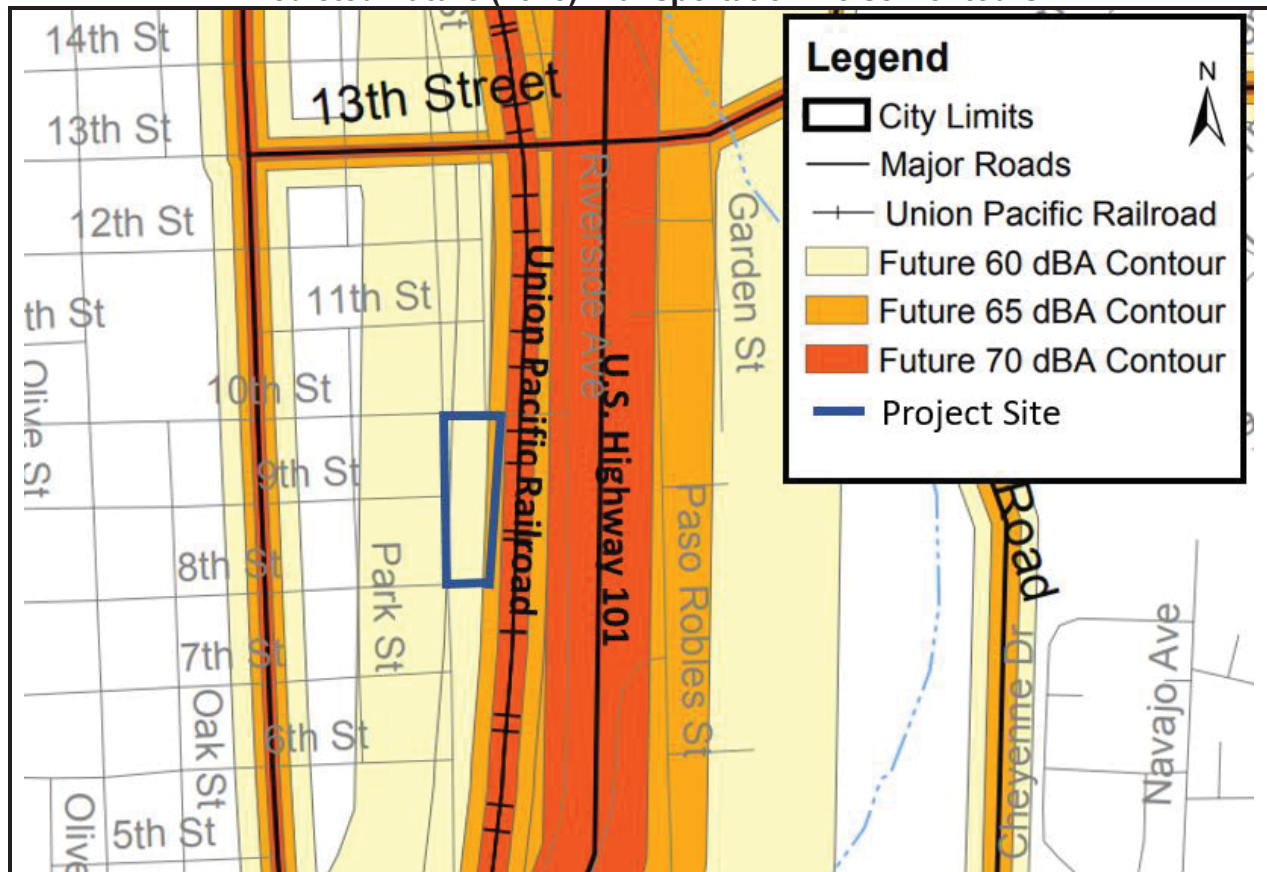 14th St
St
13th Street
13th St
12th St
11th St
th St
10th St
Olive St
9th St
8th St
Park St
7th St
Oak St
6th St
Olive
5th St
Union Pacific Railroad
Riverside Ave
U.S. Highway 101
Garden St
Paso Robles St
Road
Cheyenne Dr
Navajo Ave
Legend
N
City Limits
Major Roads
Union Pacific Railroad
Future 60 dBA Contour
Future 65 dBA Contour
Future 70 dBA Contour
Project Site